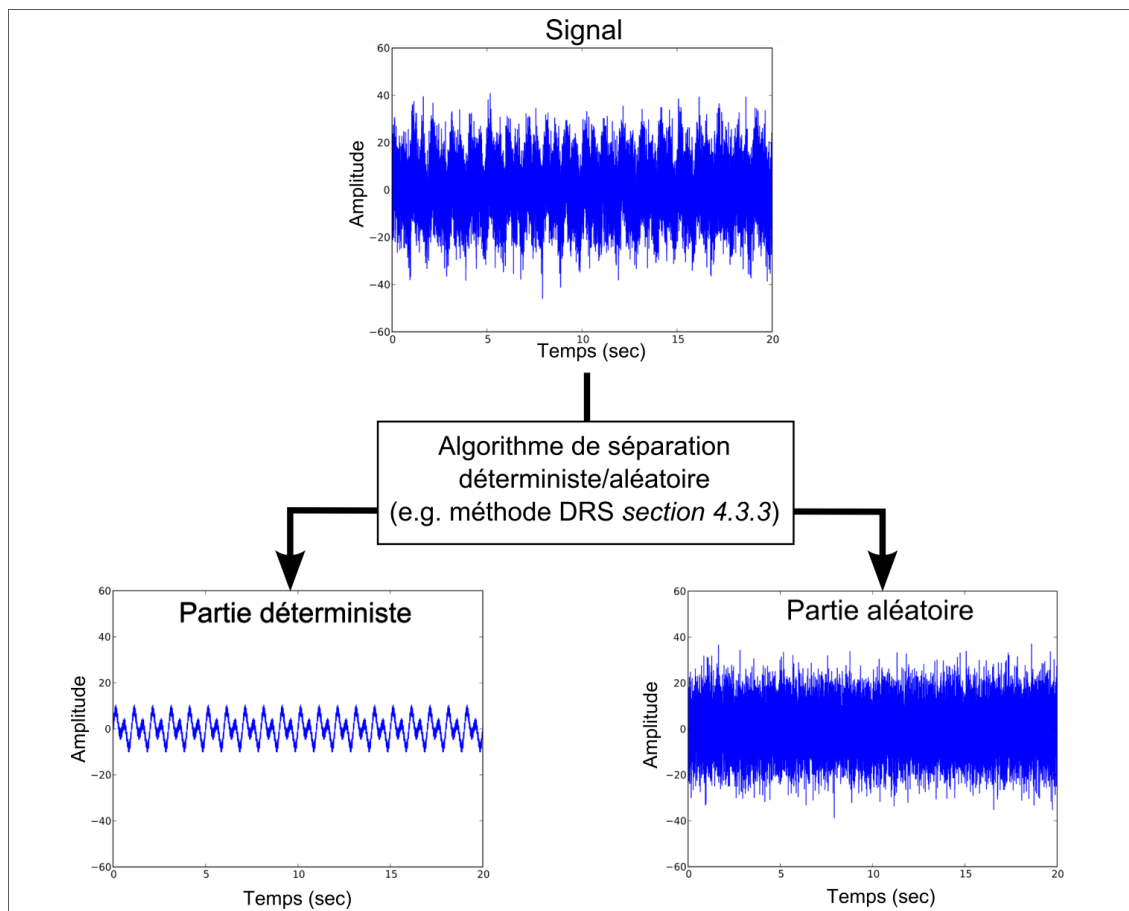 Signal
60
40
20
0
−20
−40
−60
Amplitude
0 5 10 15 20
Temps (sec)
Algorithme de séparation
déterministe/aléatoire
(e.g. méthode DRS section 4.3.3)
Partie déterministe
60
40
20
0
−20
−40
−60
Amplitude
0 5 10 15 20
Temps (sec)
Partie aléatoire
60
40
20
0
−20
−40
−60
Amplitude
0 5 10 15 20
Temps (sec)